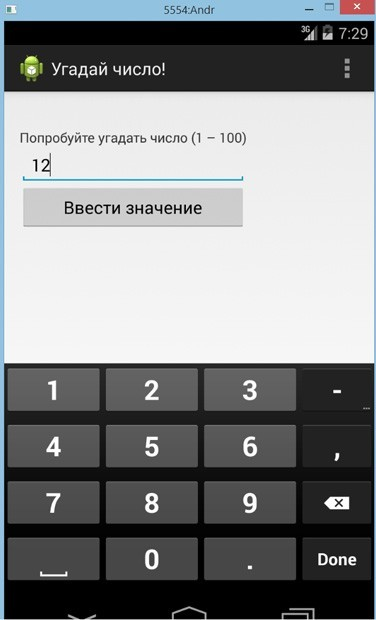 5554:Andr
3G 7:29
Угадай число!
Попробуйте угадать число (1 – 100)
12
Ввести значение
1 2 3 -
4 5 6 ,
7 8 9
0 . Done